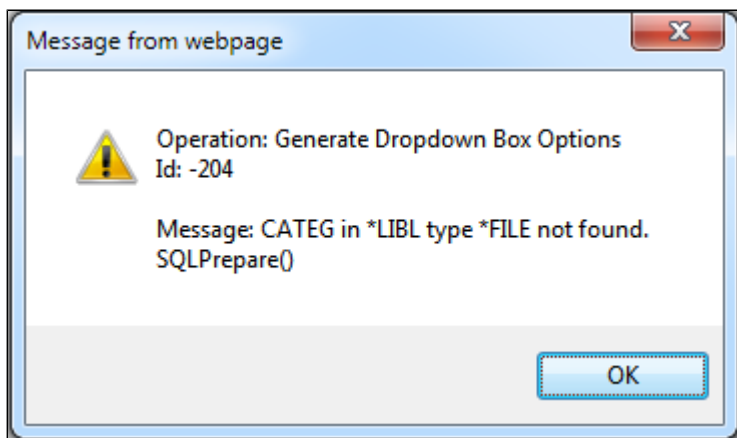 Message from webpage
Operation: Generate Dropdown Box Options
Id: -204
Message: CATEG in *LIBL type *FILE not found.
SQLPrepare()
OK